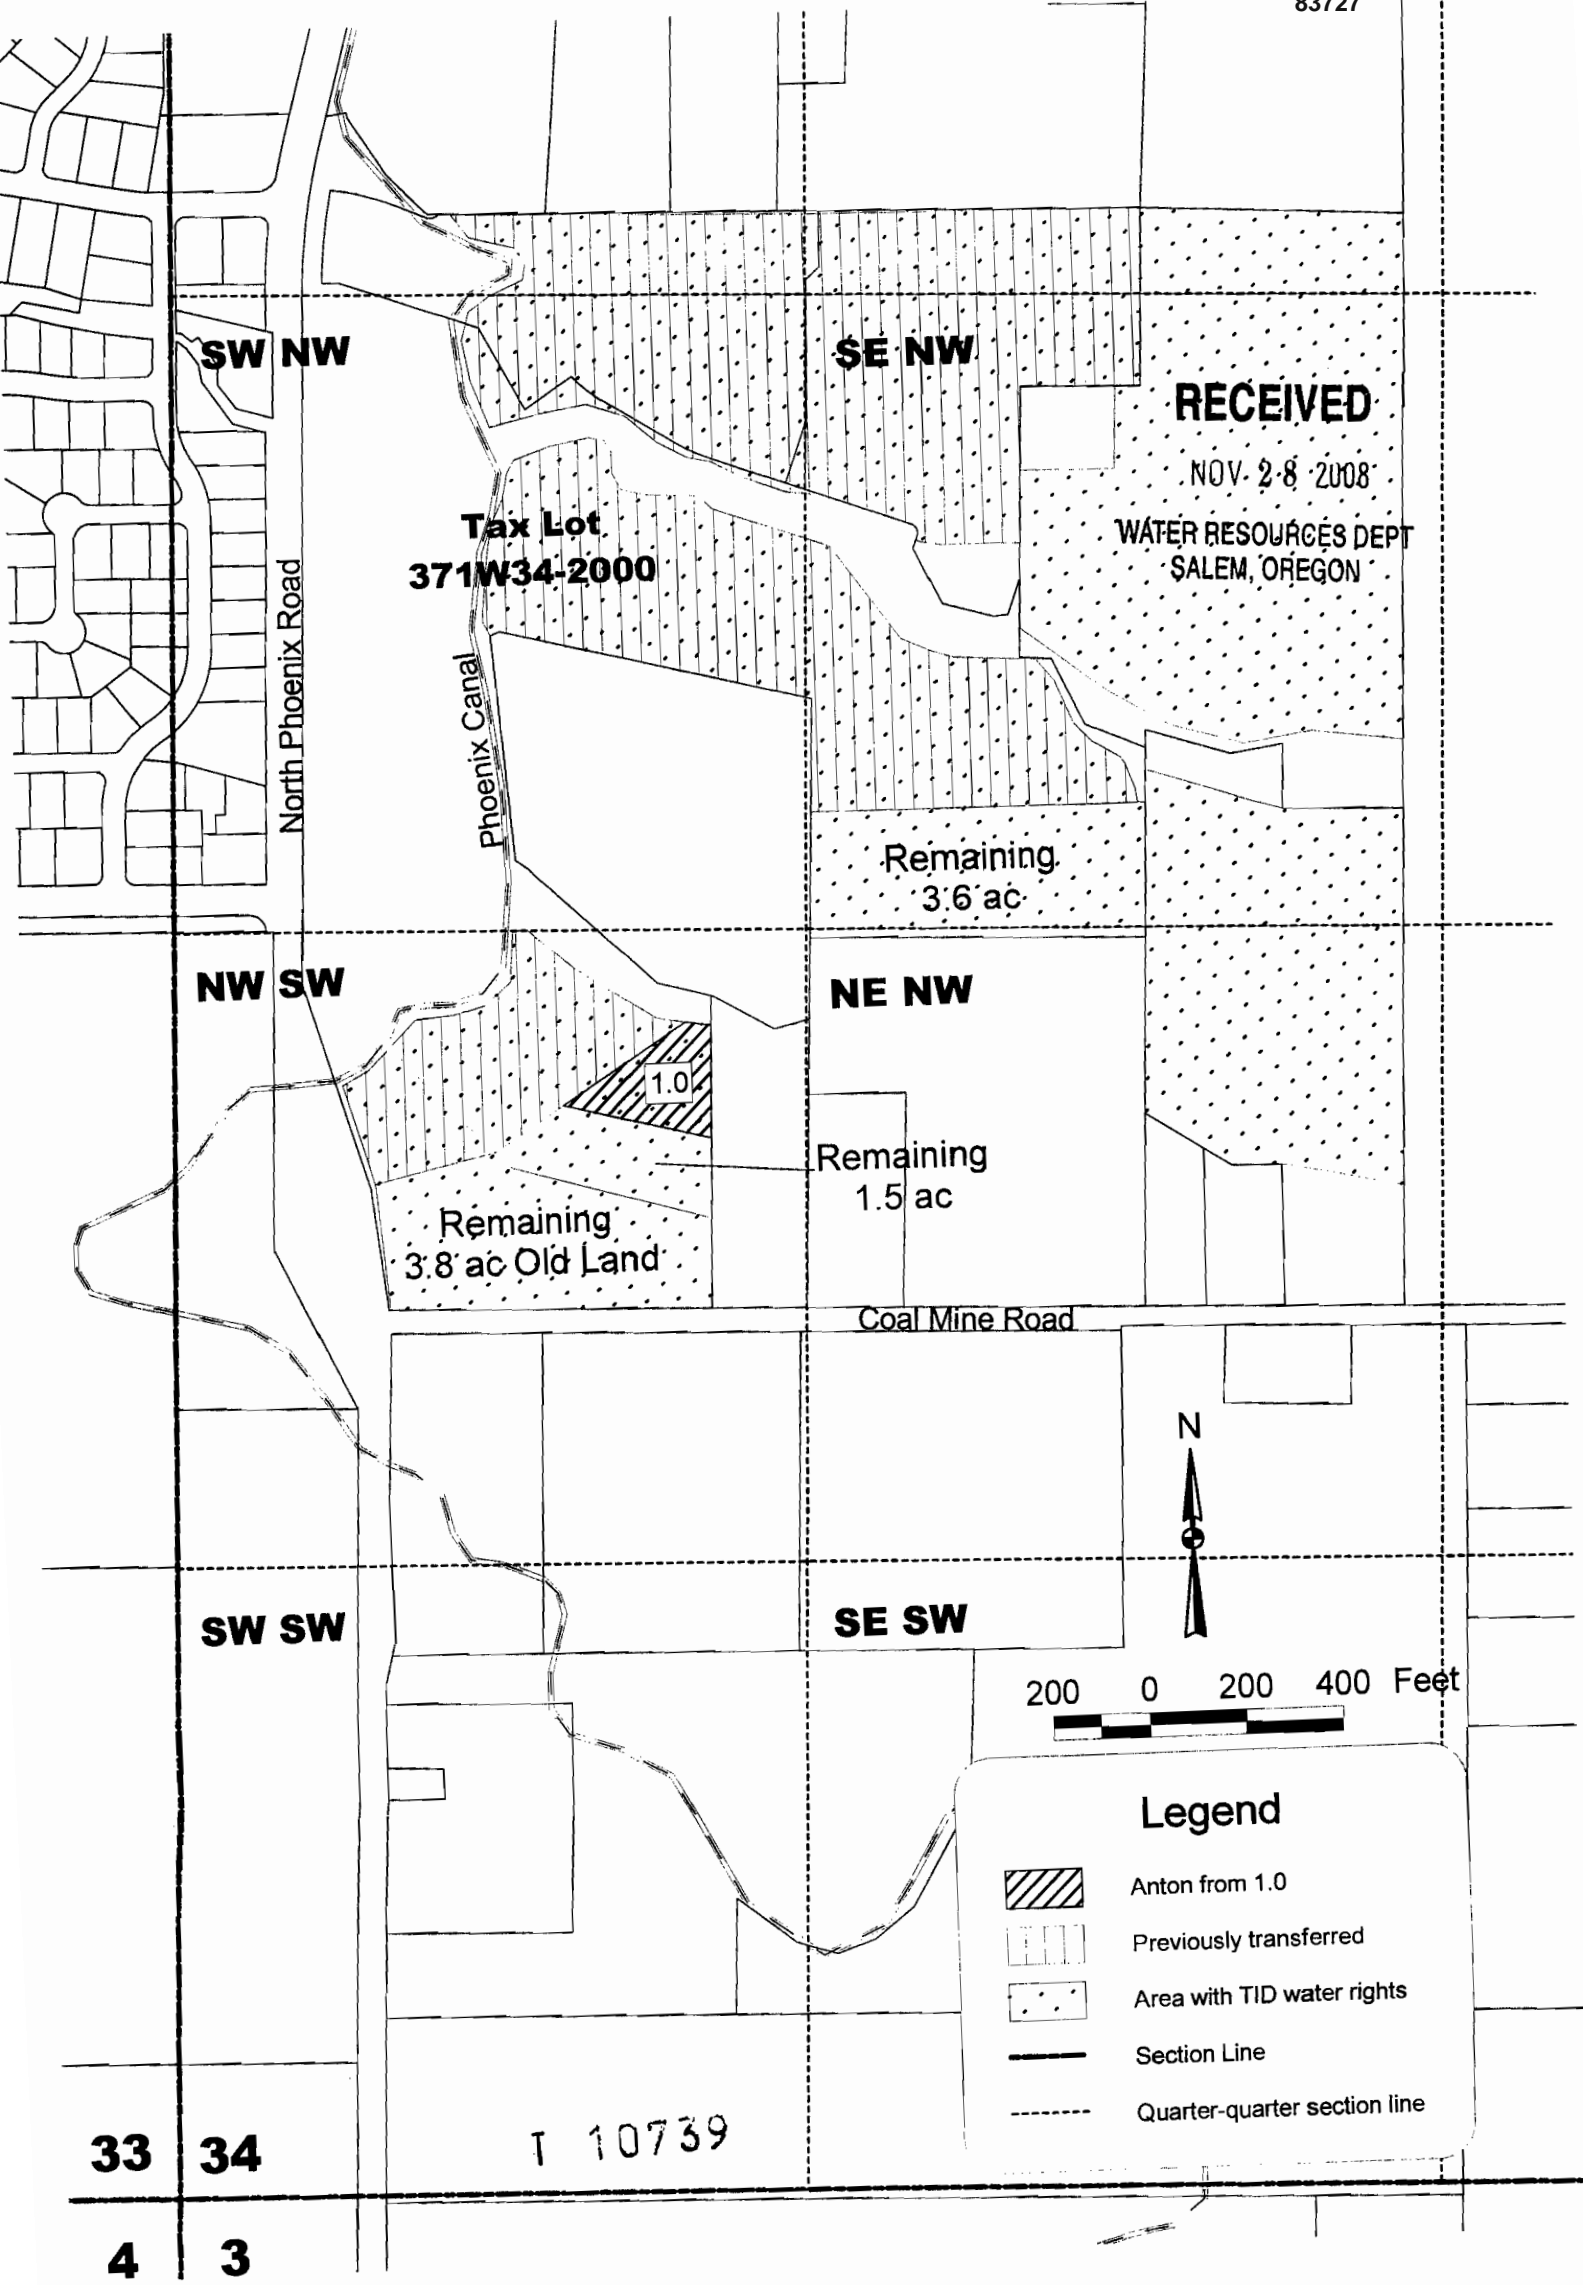 83727
SW NW
SE NW
RECEIVED
NOV 28 2008
WATER RESOURCES DEPT
SALEM, OREGON
Tax Lot
371W34-2000
North Phoenix Road
Phoenix Canal
Remaining
3.6 ac
NW SW
NE NW
1.0
Remaining
1.5 ac
Remaining
3.8 ac Old Land
Coal Mine Road
N
SW SW
SE SW
200 0 200 400 Feet
Legend
Anton from 1.0
Previously transferred
Area with TID water rights
Section Line
Quarter-quarter section line
T 10739
33 34
4 3